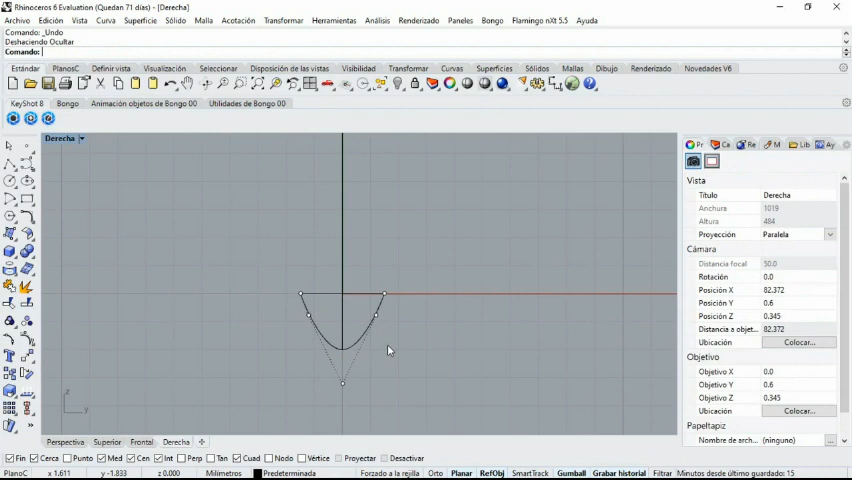 Rhinoceros 6 Evaluation (Quedan 71 días) - [Derecha]
Archivo Edición Vista Curva Superficie Sólido Malla Acotación Transformar Herramientas Análisis Renderizado Paneles Bongo Flamingo nXt 5.5 Ayuda
Comando: _Undo
Deshaciendo Ocultar
Comando:
Estándar PlanosC Definir vista Visualización Selección Disposición de las vistas Visibilidad Transformar Curvas Superficies Sólidos Mallas Dibujo Renderizado Novedades V6
KeyShot 8 Bongo Animación objetos de Bongo 00 Utilidades de Bongo 00
Derecha
Pr Ca Re M Lib Ay
Vista
Título Derecha
Anchura 1019
Altura 484
Proyección Paralela
Cámara
Distancia focal 50.0
Rotación 0.0
Posición X 82.372
Posición Y 0.6
Posición Z 0.345
Distancia a objet... 82.372
Ubicación Colocar...
Objetivo
Objetivo X 0.0
Objetivo Y 0.6
Objetivo Z 0.345
Ubicación Colocar...
Papeltapiz
Nombre de arch... (ninguno) ...
z
y
Perspectiva Superior Frontal Derecha
Fin Cerca Punto Med Cen Int Perp Tan Cuad Nodo Vértice Proyectar Desactivar
PlanoC x 1.611 y -1.833 z 0.000 Milímetros Predeterminada Forzado a la rejilla Orto Planar RefObj SmartTrack Gumball Grabar historial Filtrar Minutos desde último guardado: 15